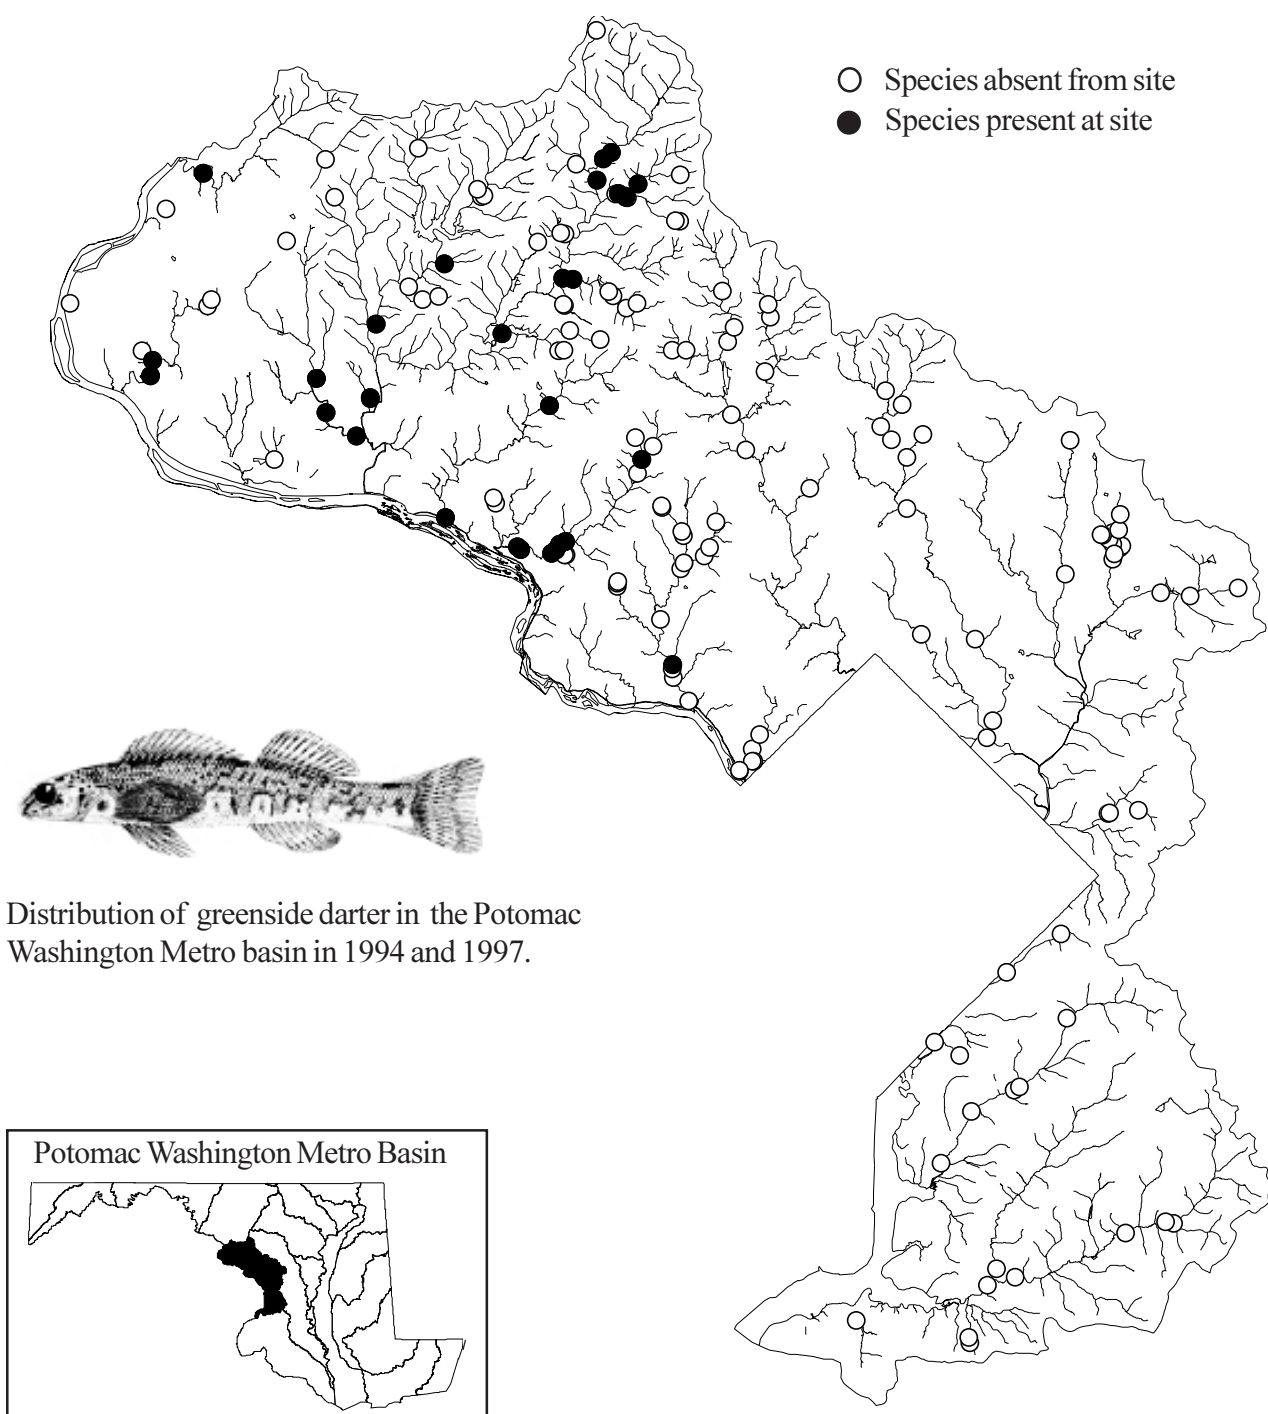 Species absent from site
Species present at site
Distribution of greenside darter in the Potomac
Washington Metro basin in 1994 and 1997.
Potomac Washington Metro Basin